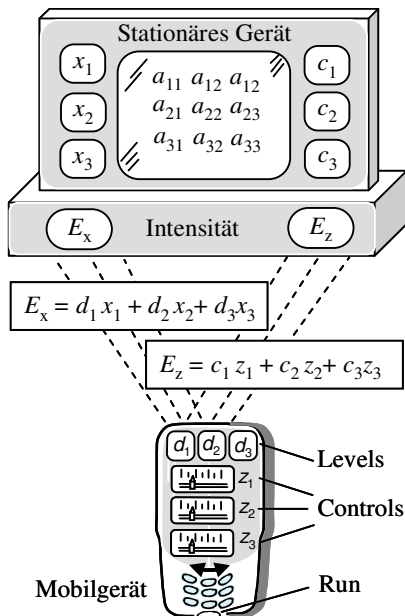 Stationäres Gerät
x₁ a₁₁ a₁₂ a₁₂ c₁
x₂ a₂₁ a₂₂ a₂₃ c₂
x₃ a₃₁ a₃₂ a₃₃ c₃
Eₓ Intensität E_z
Eₓ = d₁ x₁ + d₂ x₂+ d₃x₃
E_z = c₁ z₁ + c₂ z₂+ c₃z₃
d₁ d₂ d₃
Levels
z₁
z₂
Controls
z₃
Mobilgerät
Run